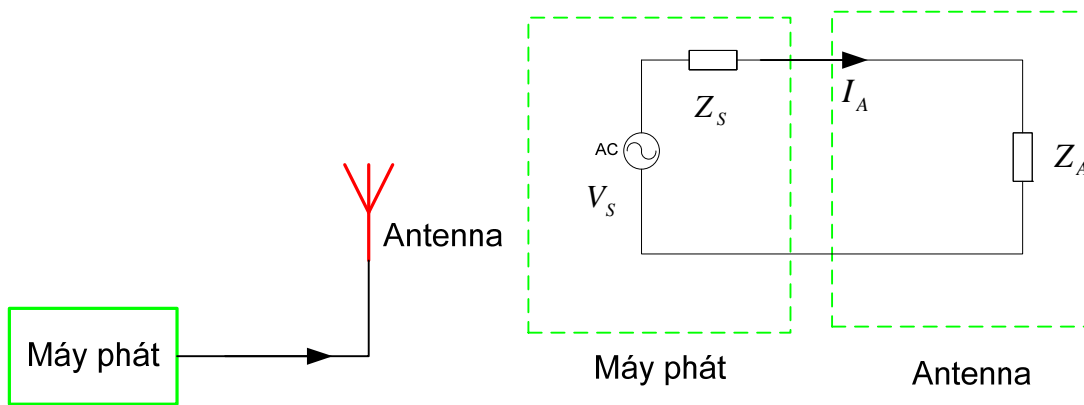 Máy phát
Antenna
AC
V_S
Z_S
I_A
Z_A
Máy phát
Antenna